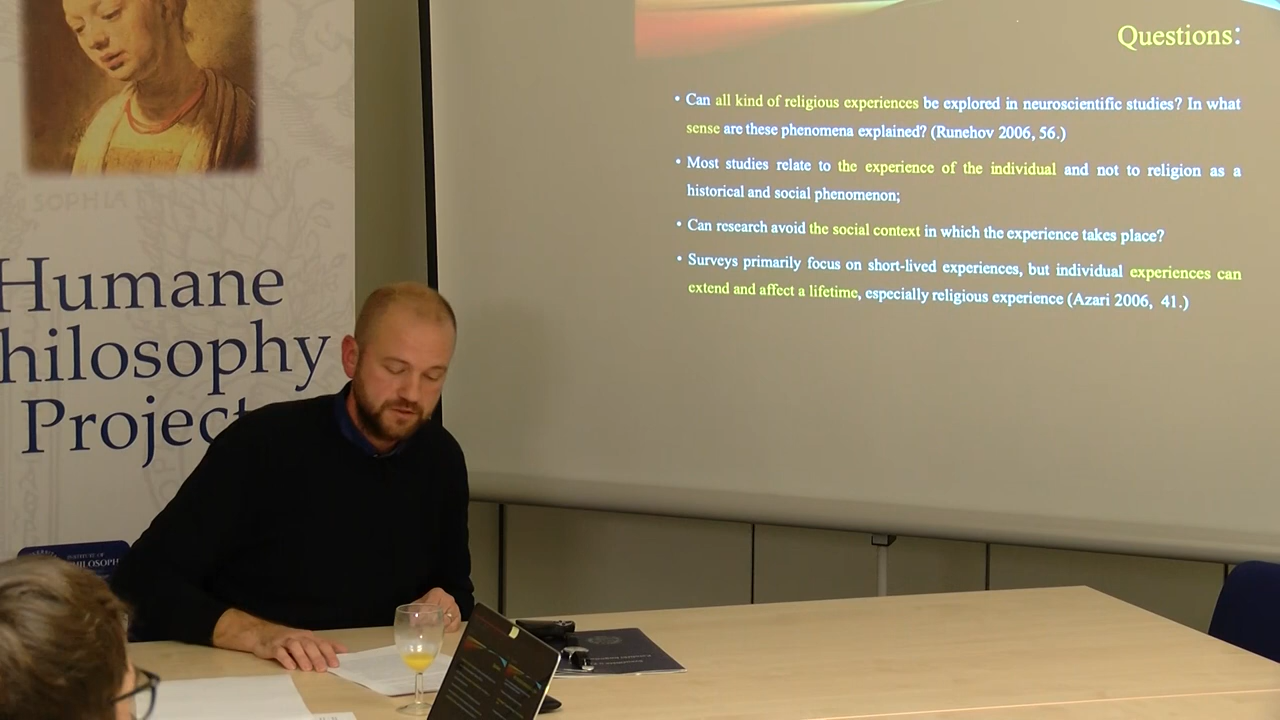 Questions:
• Can all kind of religious experiences be explored in neuroscientific studies? In what
sense are these phenomena explained? (Runehov 2006, 56.)
• Most studies relate to the experience of the individual and not to religion as a
historical and social phenomenon;
• Can research avoid the social context in which the experience takes place?
• Surveys primarily focus on short-lived experiences, but individual experiences can
extend and affect a lifetime, especially religious experience (Azari 2006, 41.)
SOPHIA
Humane
hilosophy
Project
INSTITUTE OF
PHILOSOPH